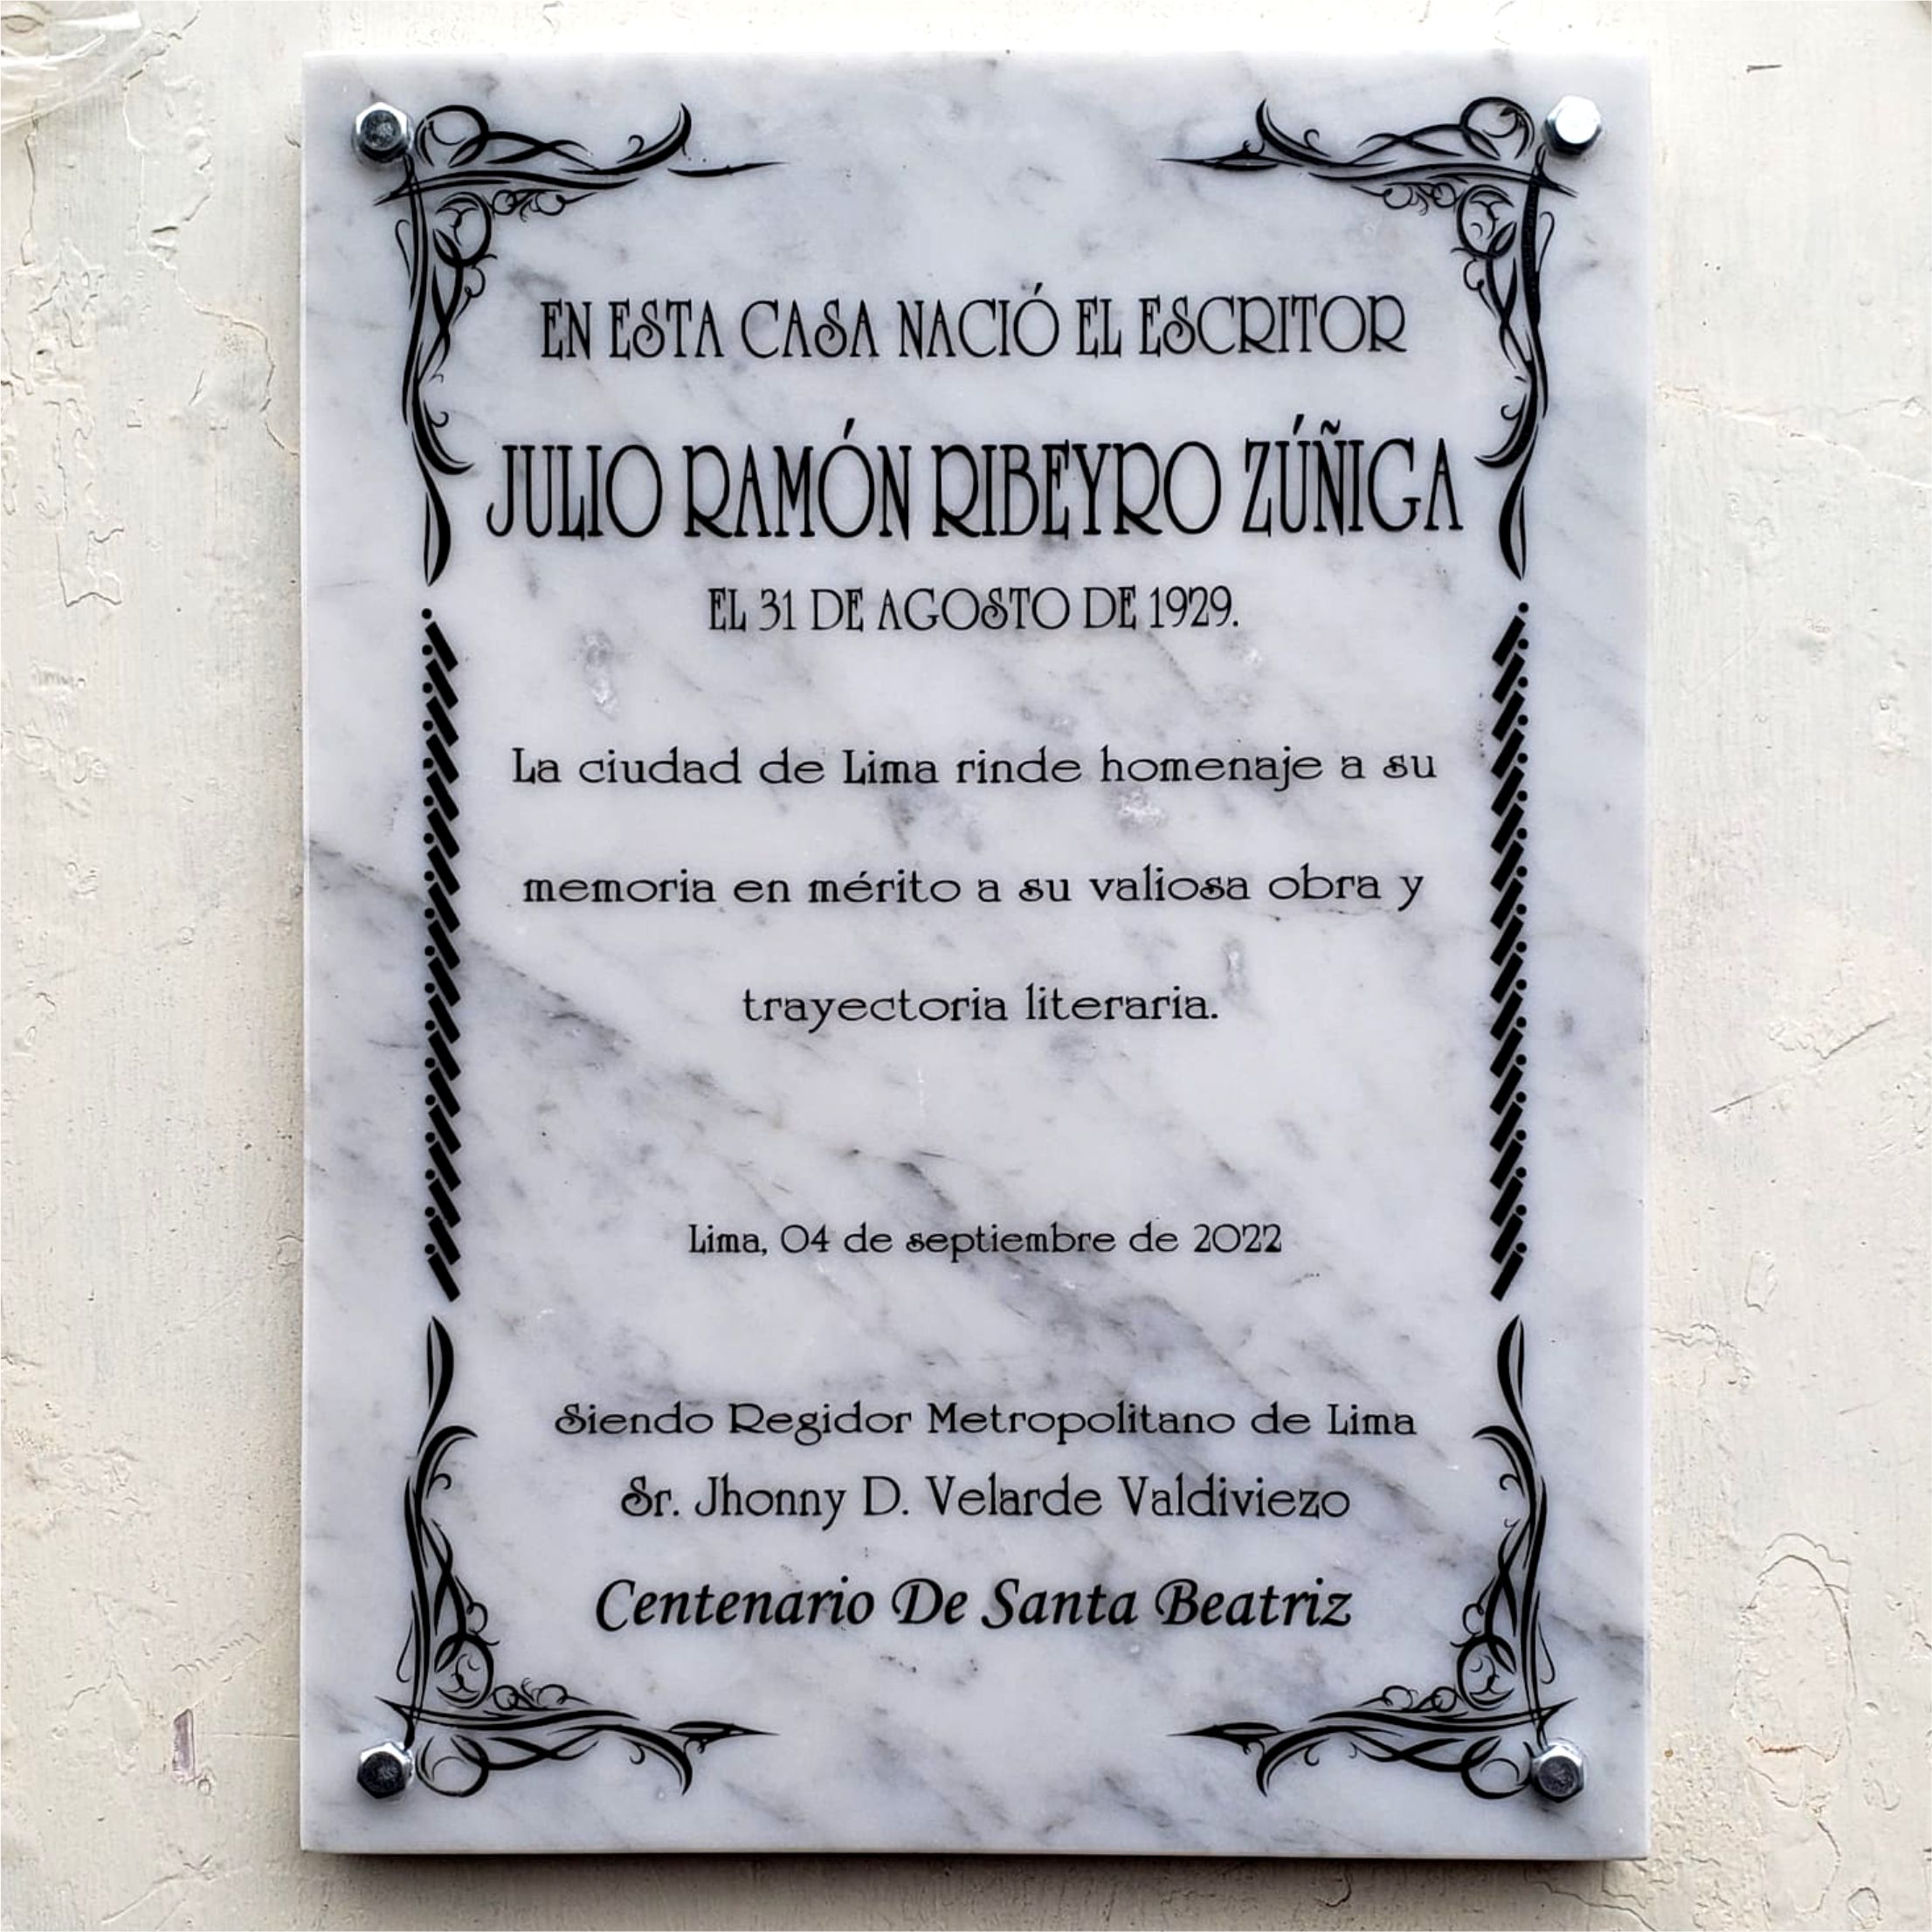 EN ESTA CASA NACIÓ EL ESCRITOR
JULIO RAMÓN RIBEYRO ZÚÑIGA
EL 31 DE AGOSTO DE 1929.
La ciudad de Lima rinde homenaje a su
memoria en mérito a su valiosa obra y
trayectoria literaria.
Lima, 04 de septiembre de 2022
Siendo Regidor Metropolitano de Lima
Sr. Jhonny D. Velarde Valdiviezo
Centenario De Santa Beatriz